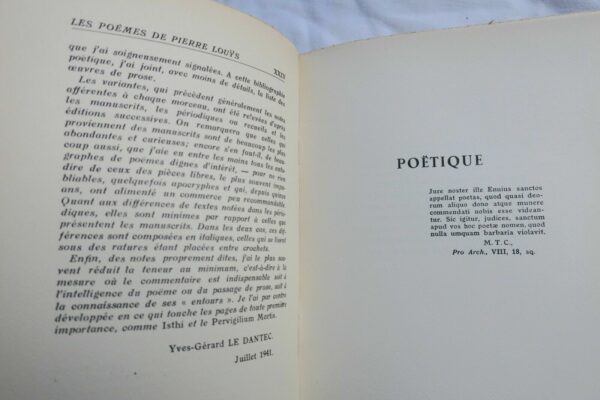 LES POËMES DE PIERRE LOUŸS XXIX
que j'ai soigneusement signalées. A cette bibliographie
poétique, j'ai joint, avec moins de détails, la liste des
œuvres de prose.
Les variantes, qui précèdent généralement les notes
afférentes à chaque morceau, ont été relevées d'après
les manuscrits, les périodiques ou recueils et les
éditions successives. On remarquera que celles qui
proviennent des manuscrits sont de beaucoup les plus
abondantes et curieuses; encore s'en faut-il, de beau-
coup aussi, que j'aie eu entre les mains tous les auto-
graphes de poëmes dignes d'intérêt, — pour ne rien
dire de ceux des pièces libres, le plus souvent impu-
bliables, quelquefois apocryphes et qui, depuis quinze
ans, ont alimenté un commerce peu recommandable.
Quant aux différences de textes notées dans les pério-
diques, elles sont minimes par rapport à celles que
présentent les manuscrits. Dans les deux cas, ces dif-
férences sont composées en italiques, celles qui se lisent
sous des ratures étant placées entre crochets.
Enfin, des notes proprement dites, j'ai le plus sou-
vent réduit la teneur au minimum, c'est-à-dire à la
mesure où le commentaire est indispensable soit à
l'intelligence du poëme ou du passage de prose, soit à
la connaissance de ses « entours ». Je l'ai par contre
développée en ce qui touche les pages de toute première
importance, comme Isthi et le Pervigilium Mortis.
Yves-Gérard LE DANTEC.
Juillet 1941.
POËTIQUE
Jure noster ille Ennius sanctos
appellat poetas, quod quasi deo-
rum aliquo dono atque munere
commendati nobis esse videan-
tur. Sic igitur, judices, sanctum
apud vos hoc poetæ nomen, quod
nulla umquam barbaria violavit.
M. T. C.,
Pro Arch., VIII, 18, sq.